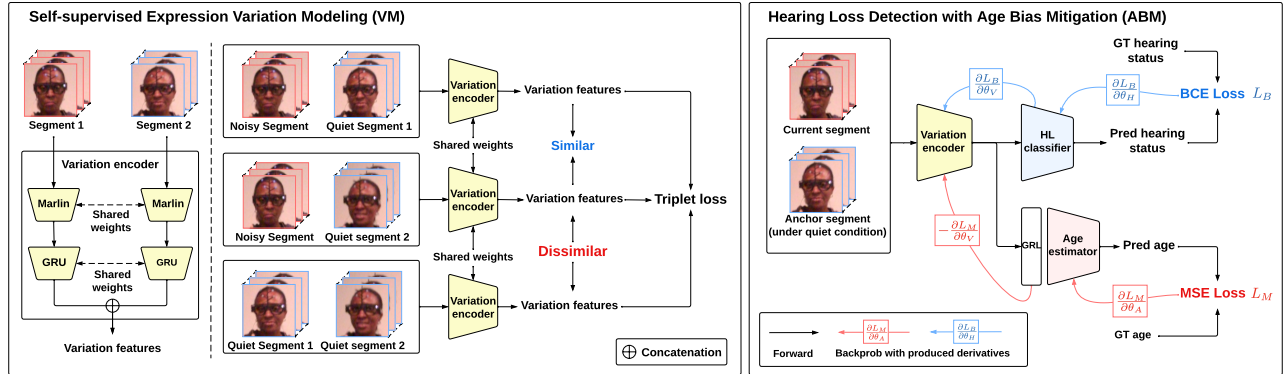 Self-supervised Expression Variation Modeling (VM)
Segment 1
Segment 2
Variation encoder
Marlin
Marlin
Shared
weights
GRU
GRU
Shared
weights
Variation features
Noisy Segment
Quiet Segment 1
Variation
encoder
Variation features
Shared weights
Similar
Noisy Segment
Quiet segment 2
Variation
encoder
Variation features
Triplet loss
Shared weights
Dissimilar
Quiet Segment 1
Quiet segment 2
Variation
encoder
Variation features
Concatenation
Hearing Loss Detection with Age Bias Mitigation (ABM)
Current segment
Anchor segment
(under quiet condition)
Variation
encoder
∂L_B
∂θ_V
HL
classifier
∂L_B
∂θ_H
GT hearing
status
BCE Loss L_B
Pred hearing
status
−∂L_M
∂θ_V
GRL
Age
estimator
Pred age
∂L_M
∂θ_A
MSE Loss L_M
GT age
Forward
∂L_M
∂θ_A
∂L_B
∂θ_H
Backprob with produced derivatives